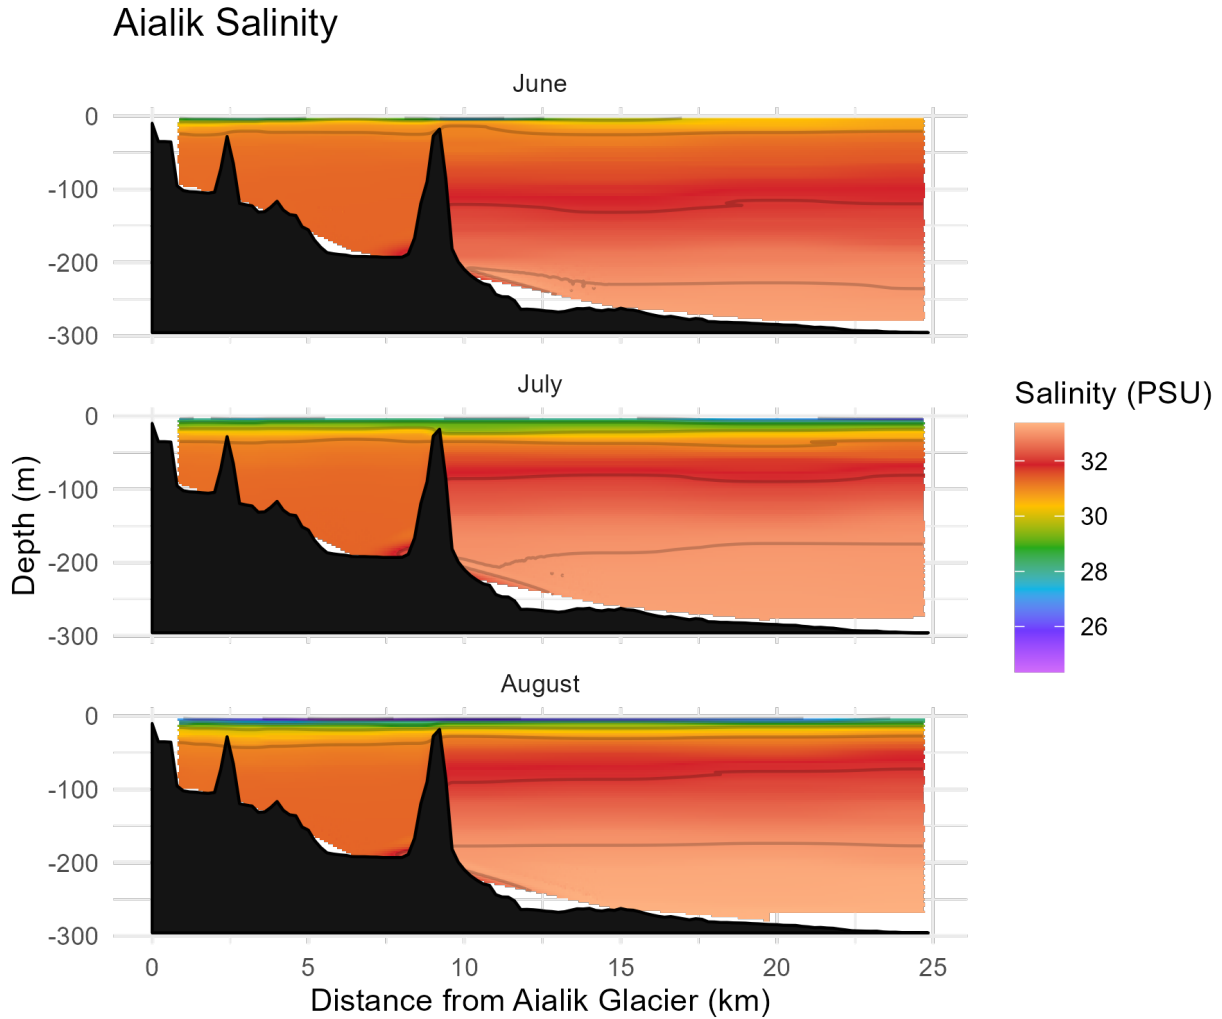 Aialik Salinity
June
0
-100
-200
-300
July
0
-100
-200
-300
August
0
-100
-200
-300
0 5 10 15 20 25
Distance from Aialik Glacier (km)
Depth (m)
Salinity (PSU)
32
30
28
26